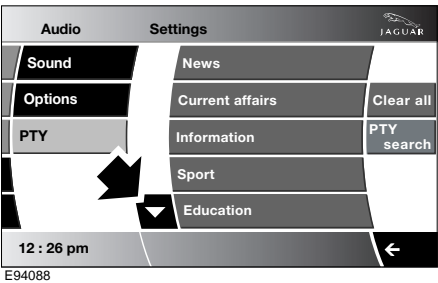 Audio Settings JAGUAR
Sound
Options
PTY
News
Current affairs
Information
Sport
Education
Clear all
PTY
search
12 : 26 pm
E94088